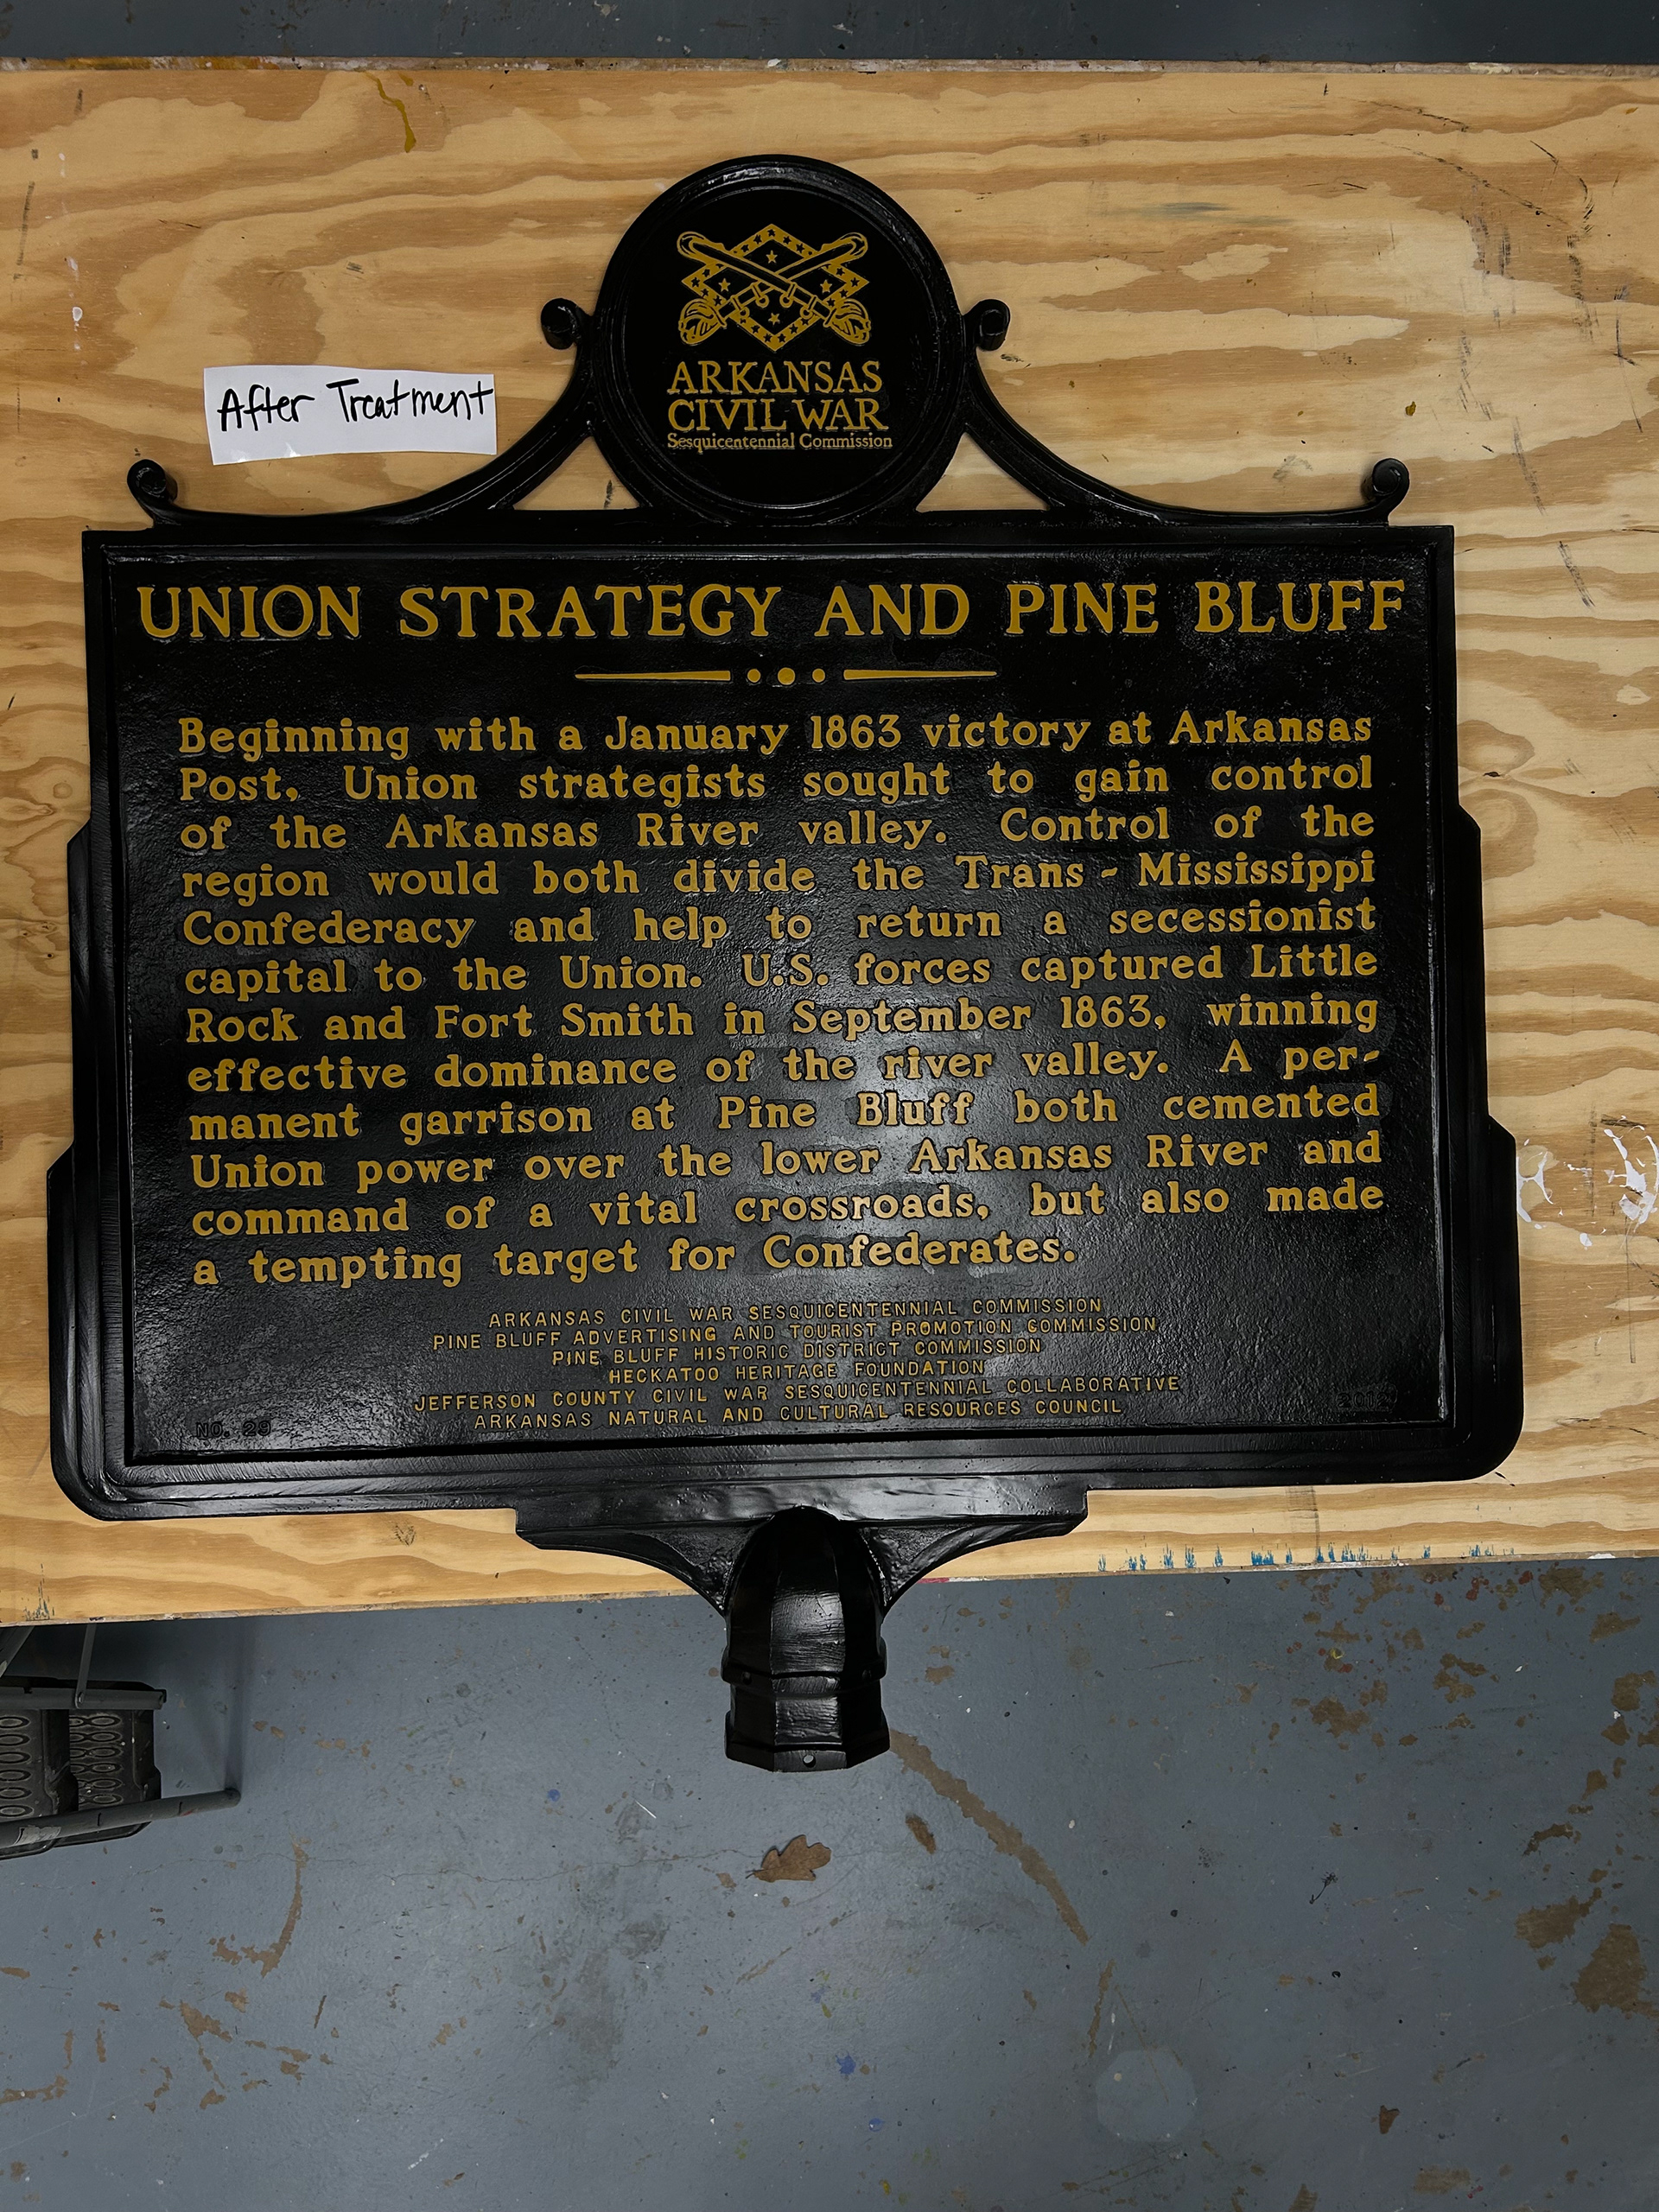 After Treatment
ARKANSAS
CIVIL WAR
Sesquicentennial Commission
UNION STRATEGY AND PINE BLUFF
Beginning with a January 1863 victory at Arkansas
Post, Union strategists sought to gain control
of the Arkansas River valley. Control of the
region would both divide the Trans - Mississippi
Confederacy and help to return a secessionist
capital to the Union. U.S. forces captured Little
Rock and Fort Smith in September 1863, winning
effective dominance of the river valley. A per-
manent garrison at Pine Bluff both cemented
Union power over the lower Arkansas River and
command of a vital crossroads, but also made
a tempting target for Confederates.
ARKANSAS CIVIL WAR SESQUICENTENNIAL COMMISSION
PINE BLUFF ADVERTISING AND TOURIST PROMOTION COMMISSION
PINE BLUFF HISTORIC DISTRICT COMMISSION
HECKATOO HERITAGE FOUNDATION
JEFFERSON COUNTY CIVIL WAR SESQUICENTENNIAL COLLABORATIVE
ARKANSAS NATURAL AND CULTURAL RESOURCES COUNCIL
NO. 29